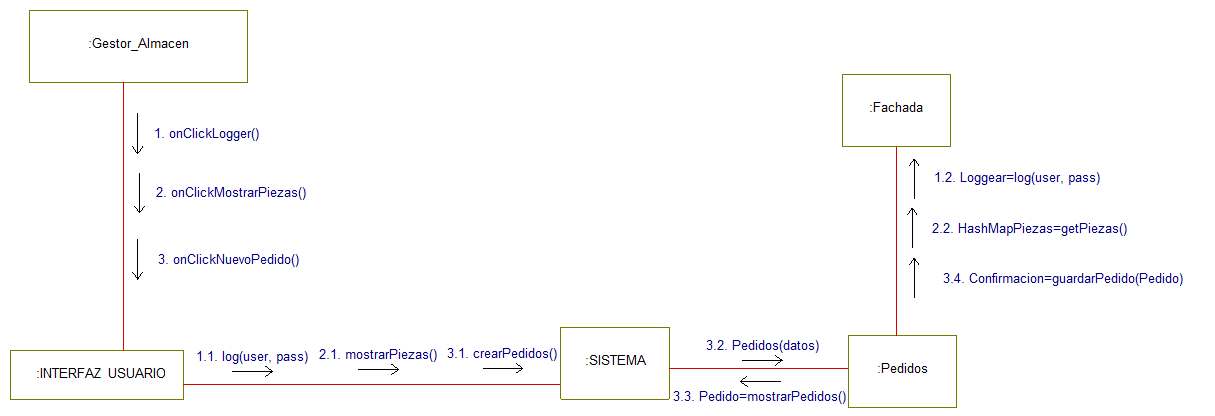 :Gestor_Almacen
1. onClickLogger()
2. onClickMostrarPiezas()
3. onClickNuevoPedido()
:INTERFAZ USUARIO
1.1. log(user, pass)
2.1. mostrarPiezas()
3.1. crearPedidos()
:SISTEMA
3.2. Pedidos(datos)
3.3. Pedido=mostrarPedidos()
:Pedidos
:Fachada
1.2. Loggear=log(user, pass)
2.2. HashMapPiezas=getPiezas()
3.4. Confirmacion=guardarPedido(Pedido)